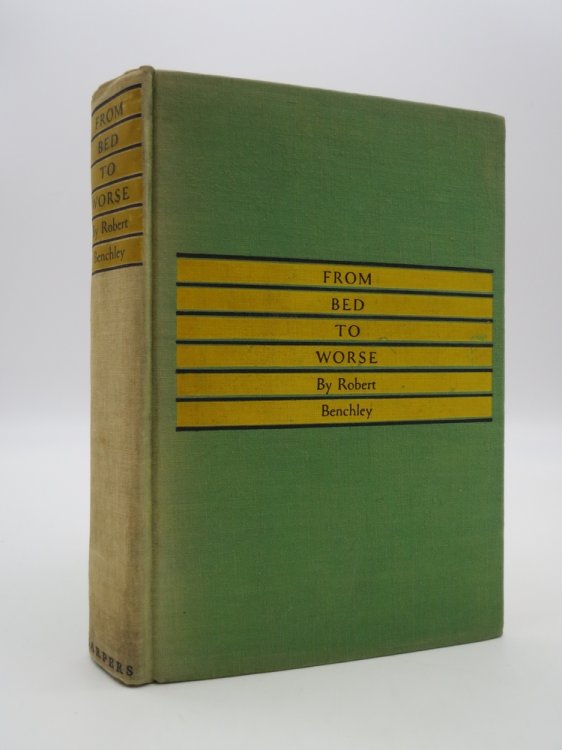 FROM
BED
TO
WORSE
By Robert
Benchley
HARPERS
FROM
BED
TO
WORSE
By Robert
Benchley